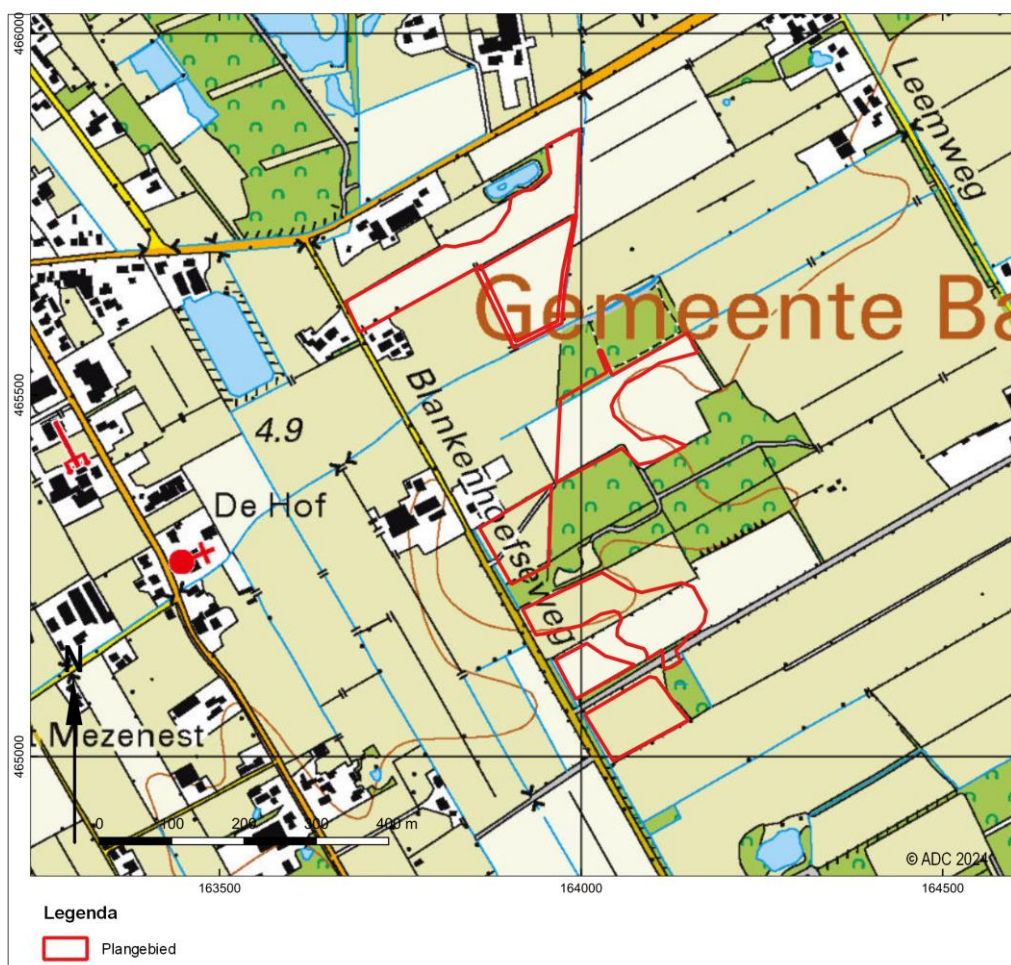 466000
465500
465000
Leemweg
Gemeente Ba
Blankenhoefseweg
4.9
De Hof
N
t Mezenest
0 100 200 300 400 m
© ADC 2024
163500 164000 164500
Legenda
Plangebied